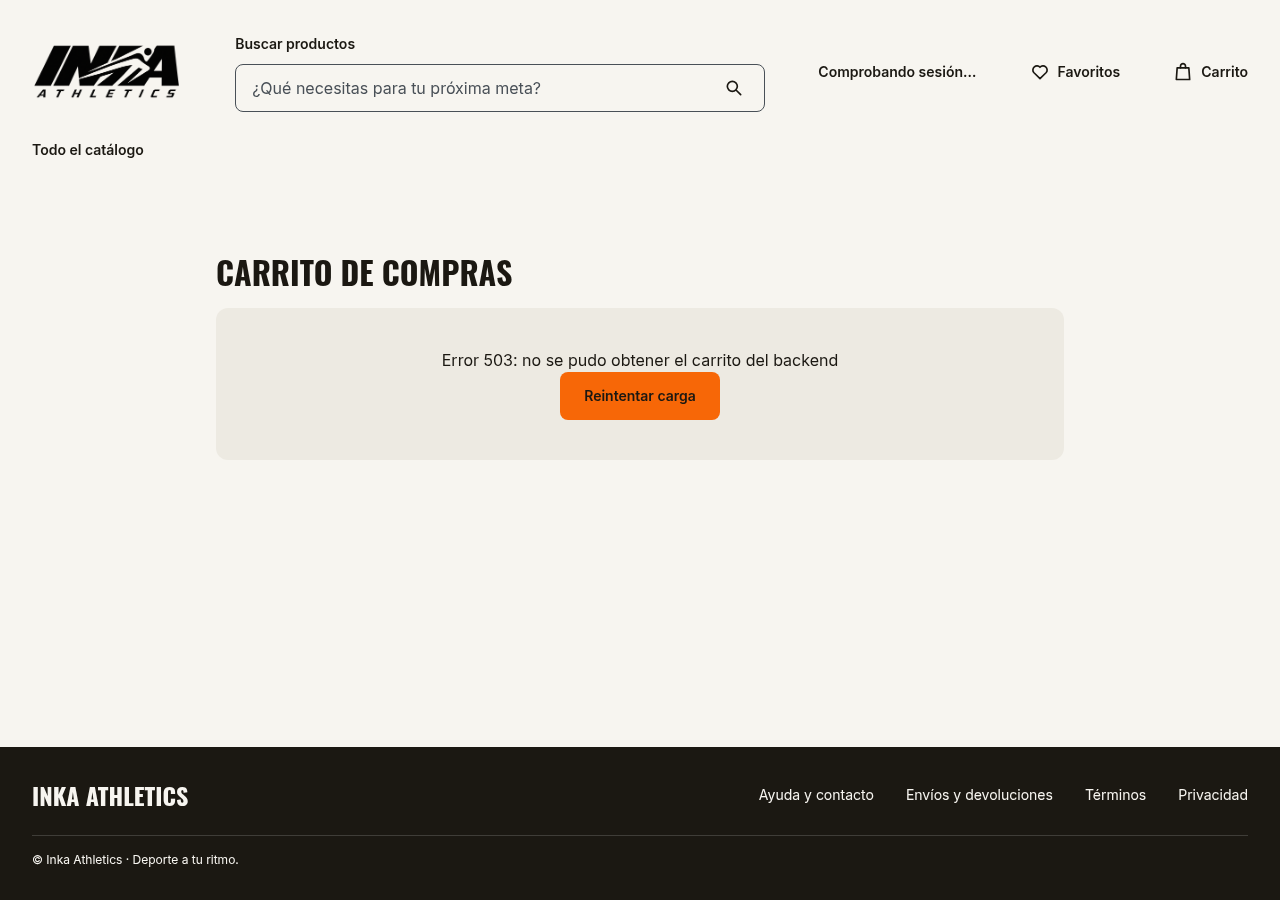 INKA
ATHLETICS
Buscar productos
¿Qué necesitas para tu próxima meta?
Comprobando sesión…
Favoritos
Carrito
Todo el catálogo
CARRITO DE COMPRAS
Error 503: no se pudo obtener el carrito del backend
Reintentar carga
INKA ATHLETICS
Ayuda y contacto
Envíos y devoluciones
Términos
Privacidad
© Inka Athletics · Deporte a tu ritmo.